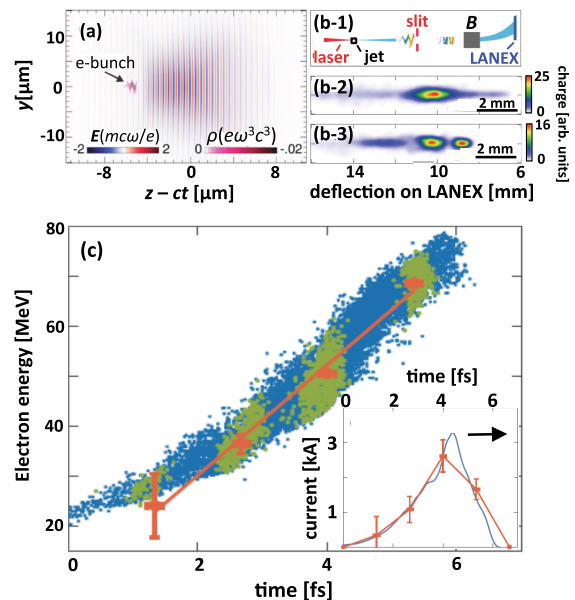 (a)
e-bunch
y[μm]
15
10
0
-10
E(mcω/e)
-2
2
ρ(eω³c³)
0
-.02
-8
0
8
z – ct [μm]
(b-1)
slit
B
laser
jet
LANEX
(b-2)
2 mm
25
0
(b-3)
2 mm
16
8
0
charge [arb. units]
14
10
6
deflection on LANEX [mm]
(c)
Electron energy [MeV]
80
60
40
20
0
2
4
6
time [fs]
time [fs]
0
2
4
6
current [kA]
3
1